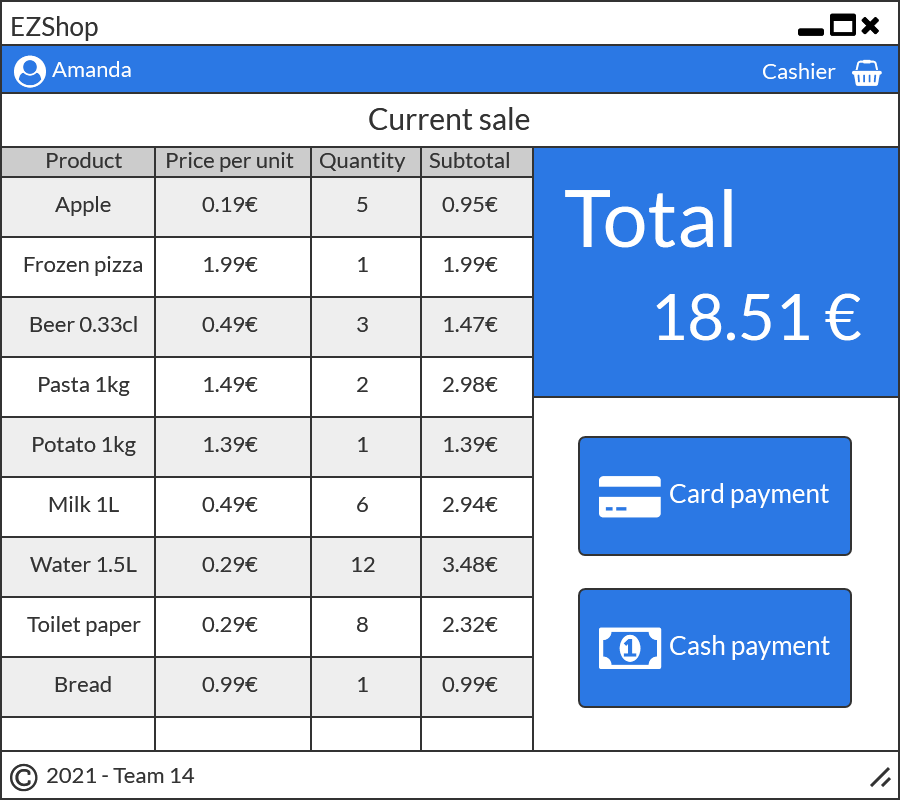 EZShop
Amanda
Cashier
Current sale
Product Price per unit Quantity Subtotal
Apple 0.19€ 5 0.95€
Frozen pizza 1.99€ 1 1.99€
Beer 0.33cl 0.49€ 3 1.47€
Pasta 1kg 1.49€ 2 2.98€
Potato 1kg 1.39€ 1 1.39€
Milk 1L 0.49€ 6 2.94€
Water 1.5L 0.29€ 12 3.48€
Toilet paper 0.29€ 8 2.32€
Bread 0.99€ 1 0.99€
Total
18.51 €
Card payment
1 Cash payment
© 2021 - Team 14